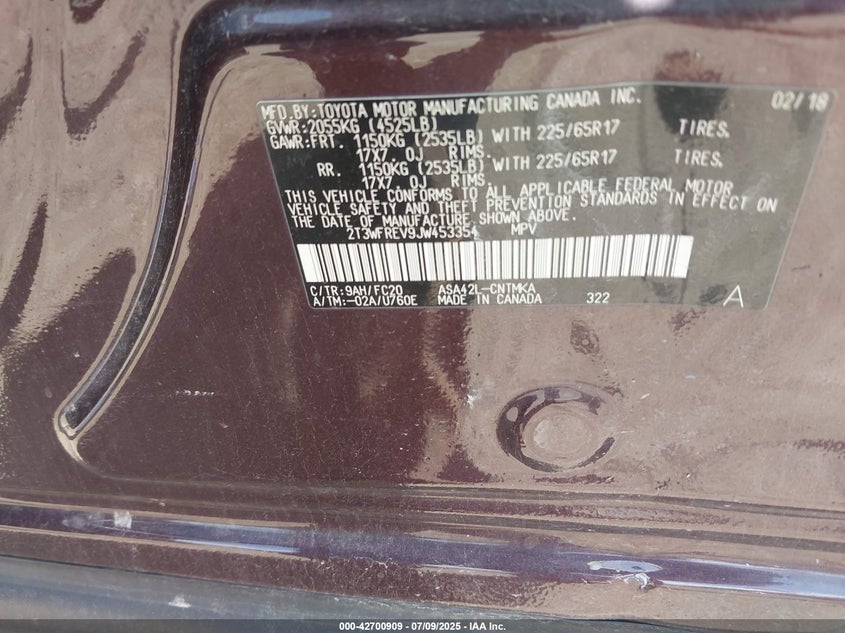 MFD.BY:TOYOTA MOTOR MANUFACTURING CANADA INC. 02/18
GVWR:2055KG (4525LB)
GAWR:FRT. 1150KG (2535LB) WITH 225/65R17 TIRES.
17X7.0J RIMS.
RR. 1150KG (2535LB) WITH 225/65R17 TIRES.
17X7.0J RIMS.
THIS VEHICLE CONFORMS TO ALL APPLICABLE FEDERAL MOTOR
VEHICLE SAFETY AND THEFT PREVENTION STANDARDS IN EFFECT ON
THE DATE OF MANUFACTURE SHOWN ABOVE.
2T3WFREV9JW453354 MPV
C/TR:9AH/FC20 ASA42L-CNTMKA
A/TM:-02A/U760E MADE IN CANADA 322 A
000-42700909 - 07/09/2025 - IAA Inc.